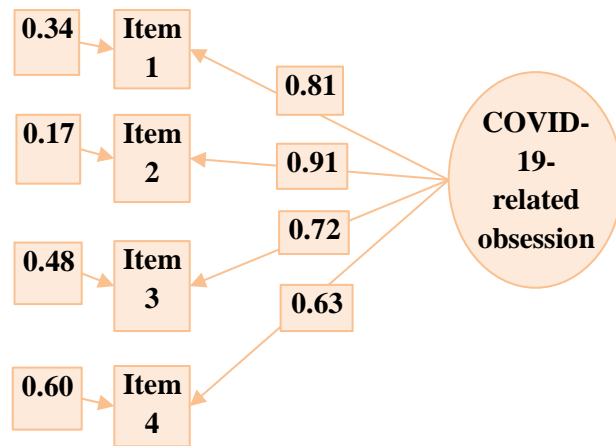 0.34
Item
1
0.81
0.17
Item
2
0.91
COVID-
19-
related
obsession
0.48
Item
3
0.72
0.60
Item
4
0.63